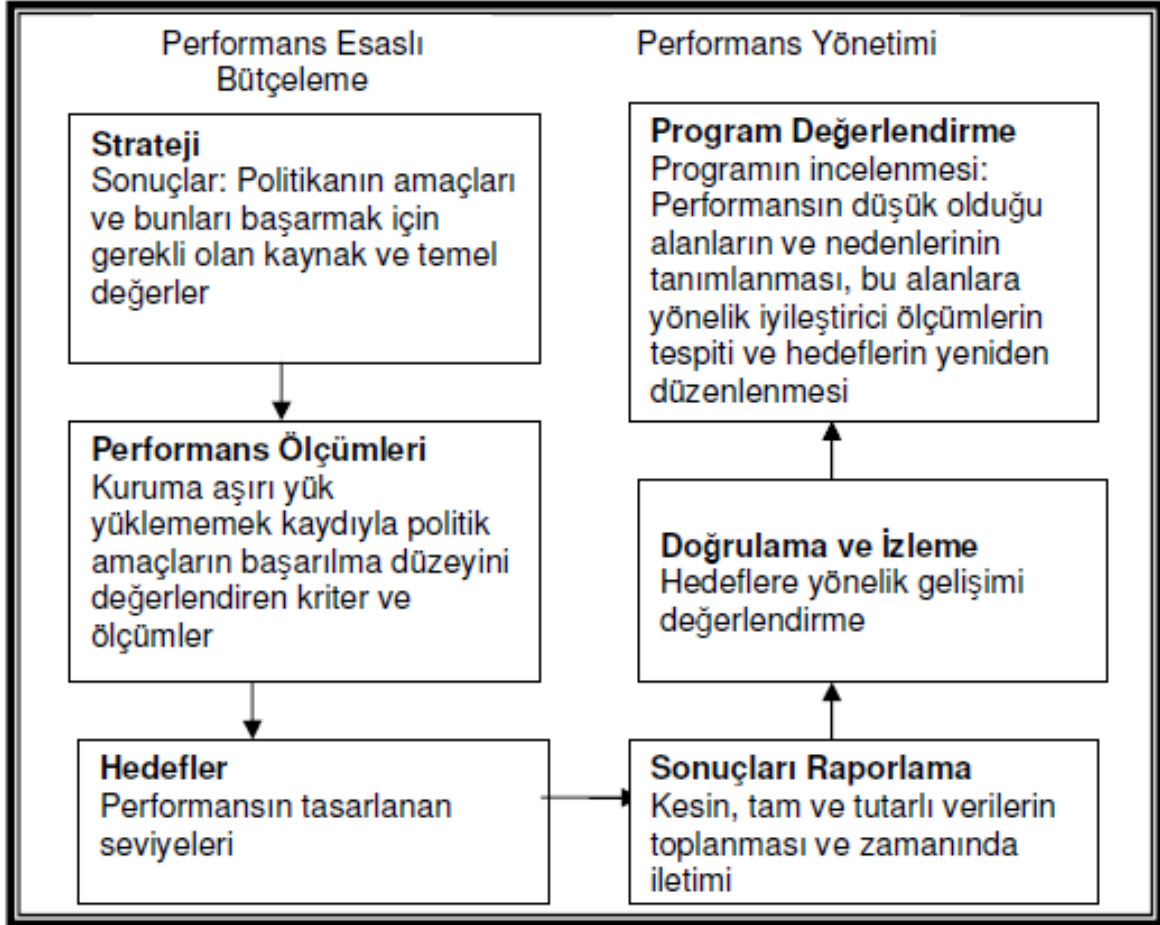 Performans Esaslı
Bütçeleme
Strateji
Sonuçlar: Politikanın amaçları
ve bunları başarmak için
gerekli olan kaynak ve temel
değerler
Performans Ölçümleri
Kuruma aşırı yük
yüklememek kaydıyla politik
amaçların başarılma düzeyini
değerlendiren kriter ve
ölçümler
Hedefler
Performansın tasarlanan
seviyeleri
Performans Yönetimi
Program Değerlendirme
Programın incelenmesi:
Performansın düşük olduğu
alanların ve nedenlerinin
tanımlanması, bu alanlara
yönelik iyileştirici ölçümlerin
tespiti ve hedeflerin yeniden
düzenlenmesi
Doğrulama ve İzleme
Hedeflere yönelik gelişimi
değerlendirme
Sonuçları Raporlama
Kesin, tam ve tutarlı verilerin
toplanması ve zamanında
iletimi